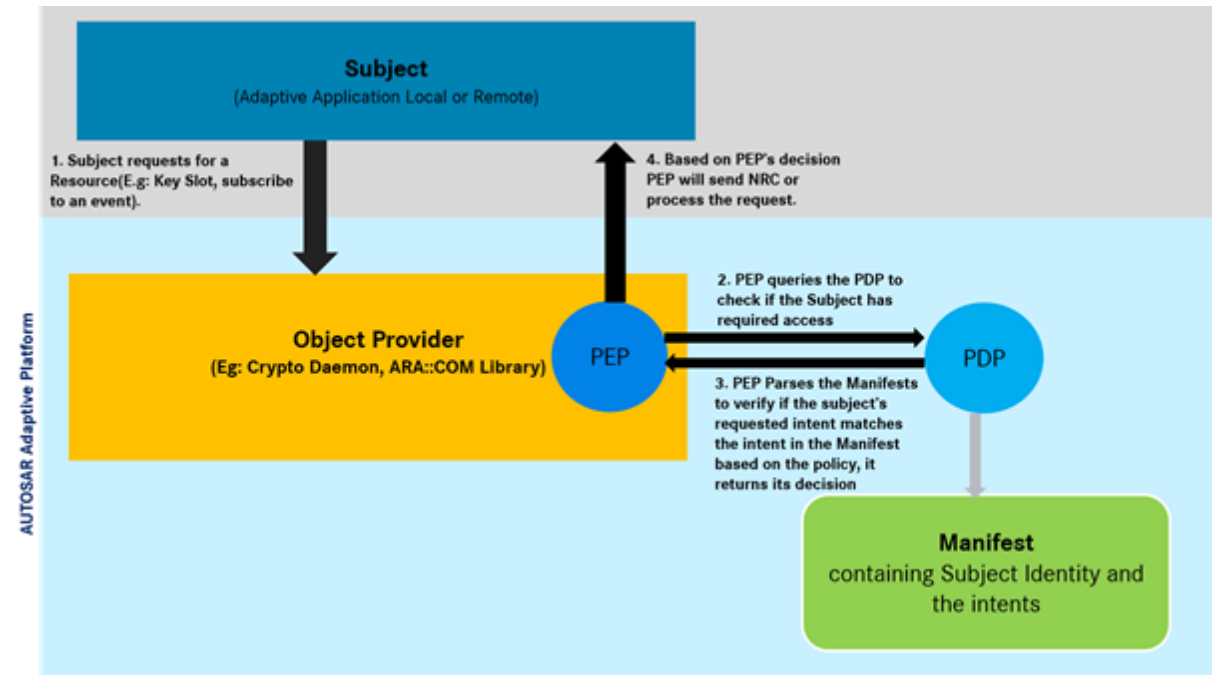 Subject
(Adaptive Application Local or Remote)
1. Subject requests for a
Resource(E.g: Key Slot, subscribe
to an event).
4. Based on PEP's decision
PEP will send NRC or
process the request.
AUTOSAR Adaptive Platform
Object Provider
(Eg: Crypto Daemon, ARA::COM Library)
PEP
2. PEP queries the PDP to
check if the Subject has
required access
PDP
3. PEP Parses the Manifests
to verify if the subject's
requested intent matches
the intent in the Manifest
based on the policy, it
returns its decision
Manifest
containing Subject Identity and
the intents